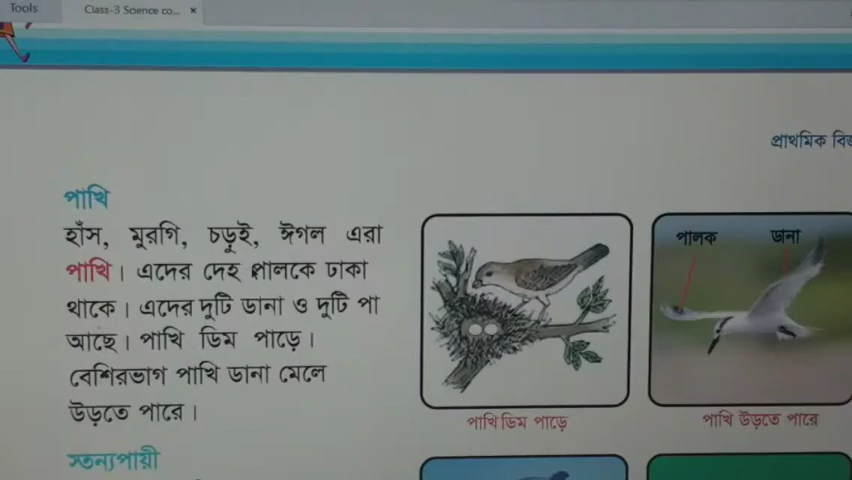 Tools
Class-3 Science co...
প্রাথমিক
পাখি
হাঁস, মুরগি, চড়ুই, ঈগল এরা
পাখি। এদের দেহ পালকে ঢাকা
থাকে। এদের দুটি ডানা ও দুটি পা
আছে। পাখি ডিম পাড়ে।
বেশিরভাগ পাখি ডানা মেলে
উড়তে পারে।
পালক
ডানা
পাখি ডিম পাড়ে
পাখি উড়তে পারে
স্তন্যপায়ী